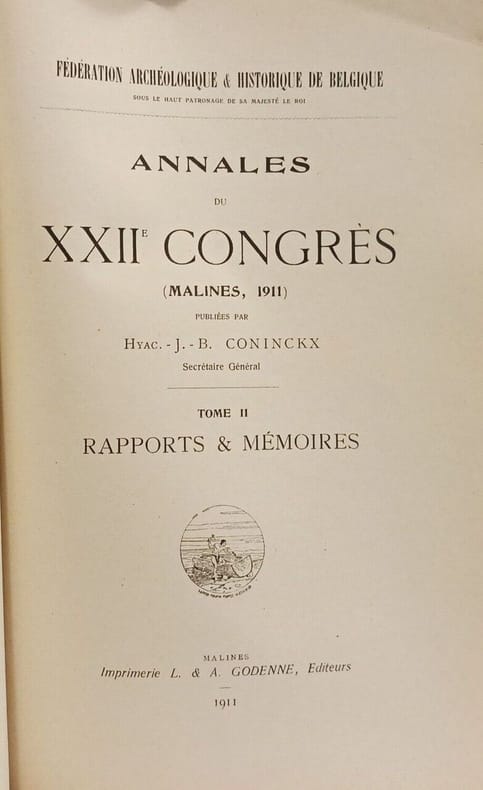 FÉDÉRATION ARCHÉOLOGIQUE & HISTORIQUE DE BELGIQUE
SOUS LE HAUT PATRONAGE DE SA MAJESTÉ LE ROI
ANNALES
DU
XXIIE CONGRÈS
(MALINES, 1911)
PUBLIÉES PAR
HYAC.-J.-B. CONINCKX
Secrétaire Général
TOME II
RAPPORTS & MÉMOIRES
MALINES
Imprimerie L. & A. GODENNE, Editeurs
1911